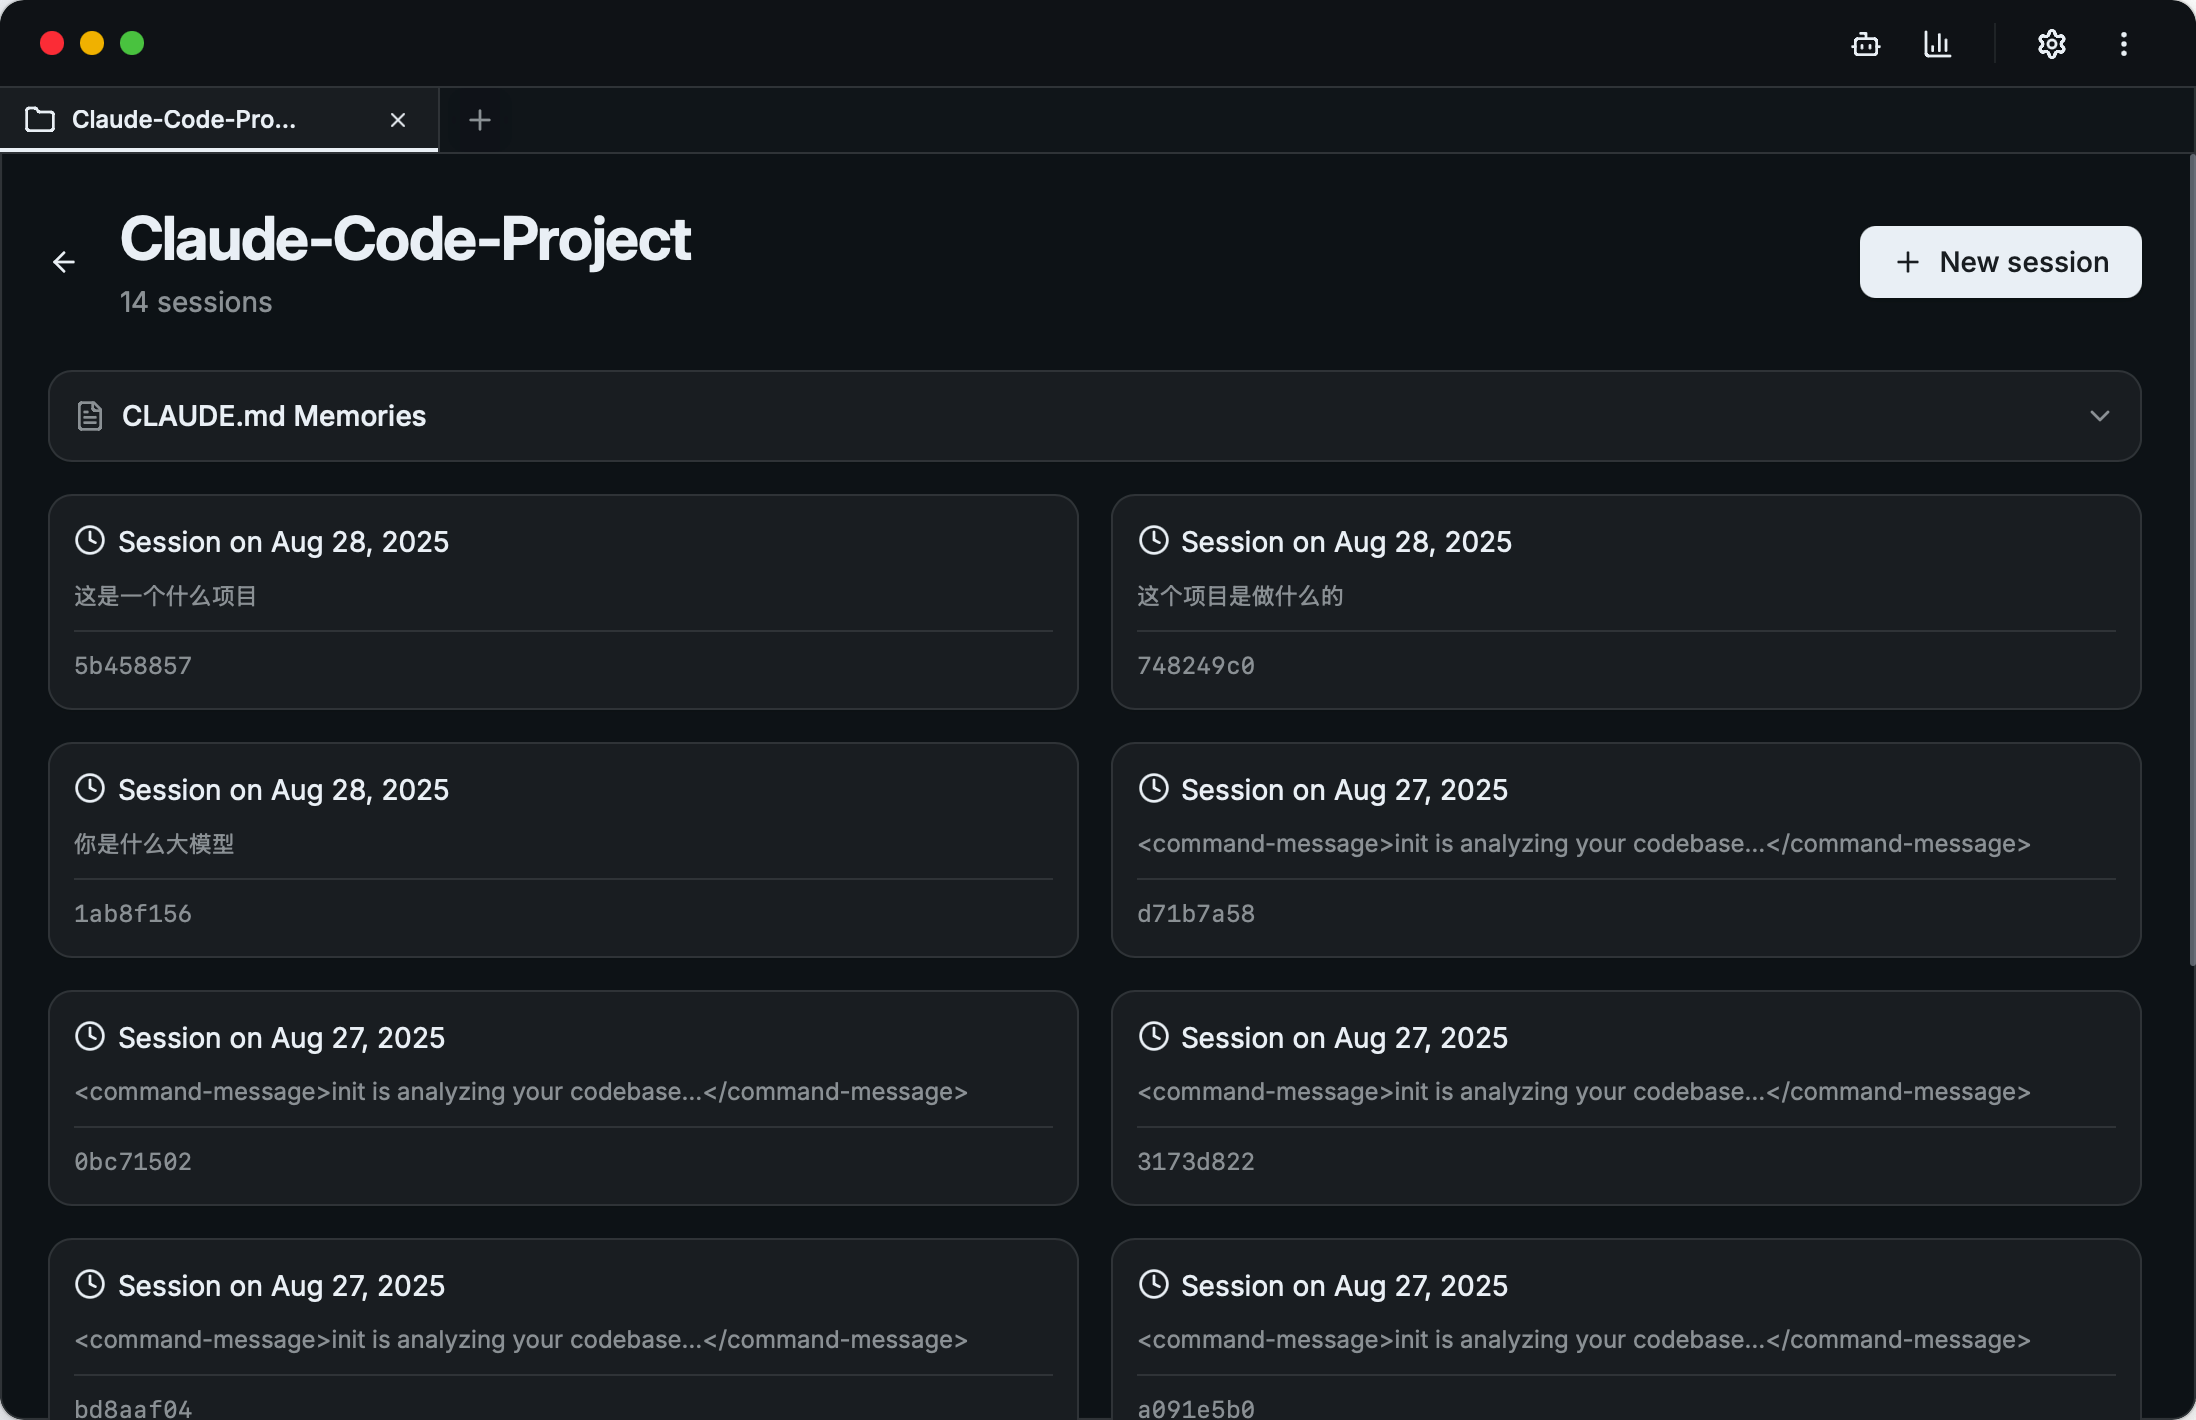 Claude-Code-Pro...
Claude-Code-Project
14 sessions
New session
CLAUDE.md Memories
Session on Aug 28, 2025
这是一个什么项目
5b458857
Session on Aug 28, 2025
这个项目是做什么的
748249c0
Session on Aug 28, 2025
你是什么大模型
1ab8f156
Session on Aug 27, 2025
<command-message>init is analyzing your codebase...</command-message>
d71b7a58
Session on Aug 27, 2025
<command-message>init is analyzing your codebase...</command-message>
0bc71502
Session on Aug 27, 2025
<command-message>init is analyzing your codebase...</command-message>
3173d822
Session on Aug 27, 2025
<command-message>init is analyzing your codebase...</command-message>
bd8aaf04
Session on Aug 27, 2025
<command-message>init is analyzing your codebase...</command-message>
a091e5b0